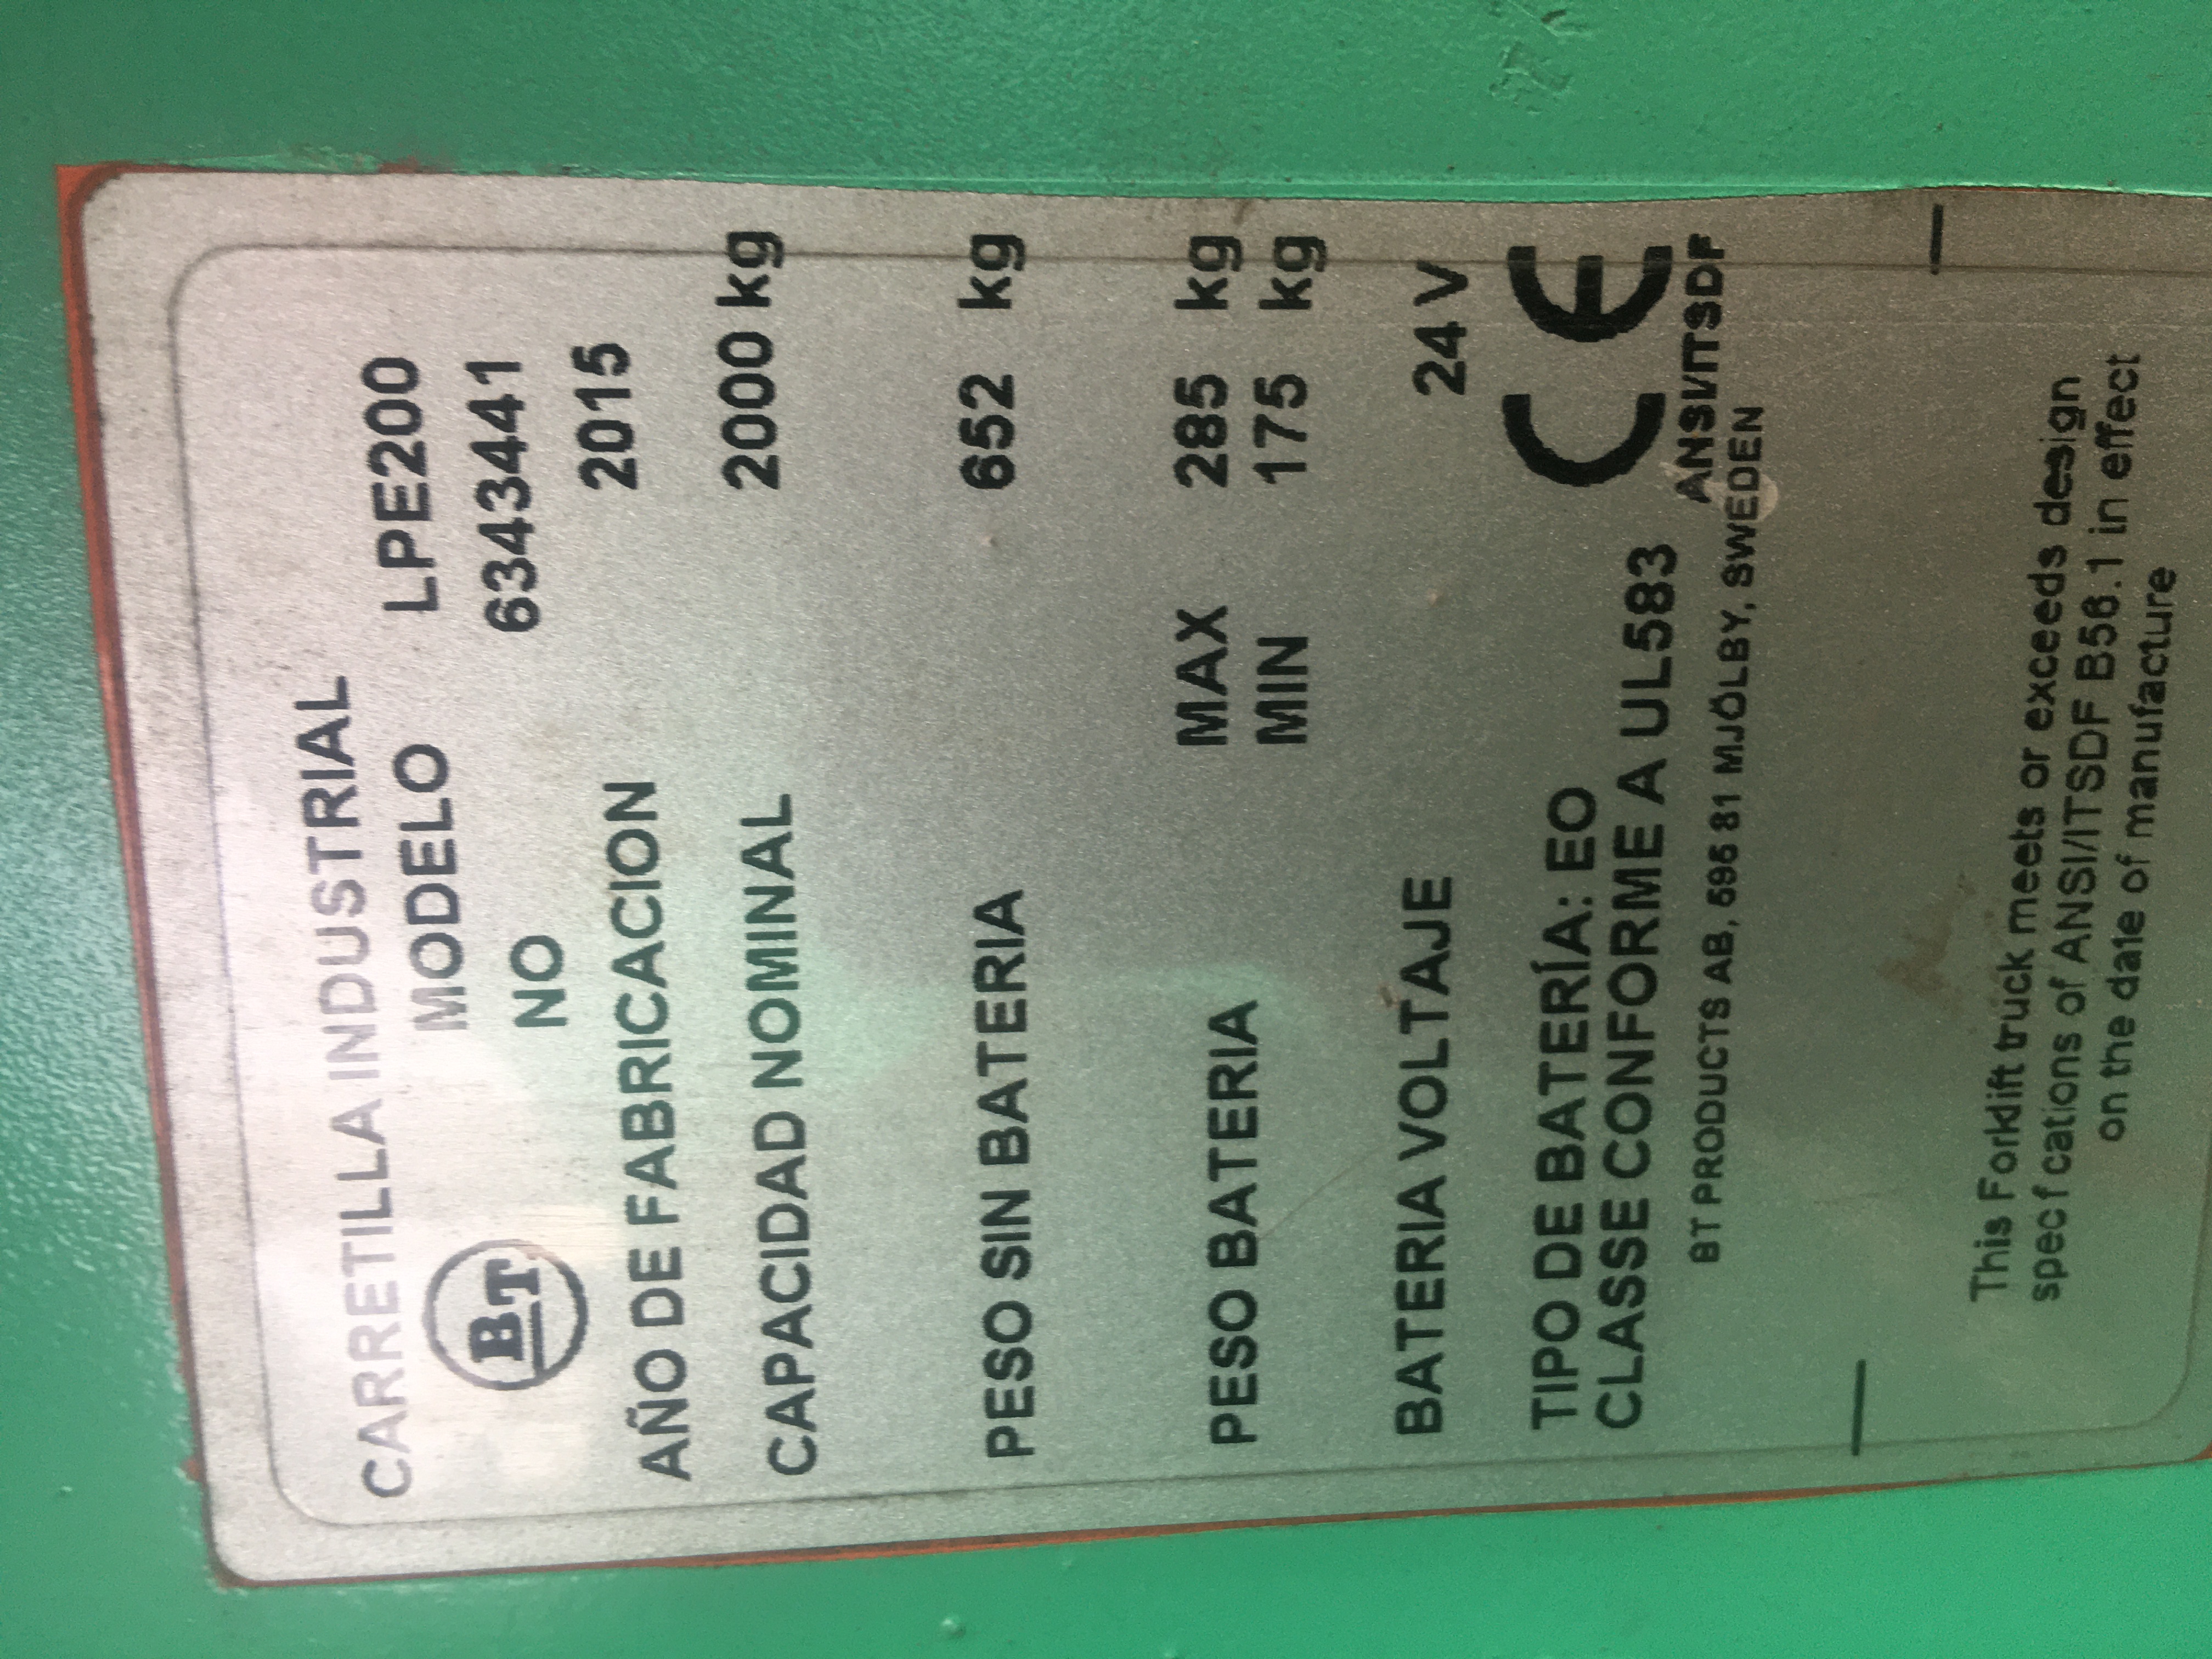 CARRETILLA INDUSTRIAL
BT MODELO LPE200
NO 6343441
AÑO DE FABRICACION 2015
CAPACIDAD NOMINAL 2000 kg
PESO SIN BATERIA 652 kg
PESO BATERIA MAX 285 kg
MIN 175 kg
BATERIA VOLTAJE 24 V
TIPO DE BATERÍA: EO CE
CLASSE CONFORME A UL583 ANSI/ITSDF
BT PRODUCTS AB, 595 81 MJÖLBY, SWEDEN
This Forklift truck meets or exceeds design
specfcations of ANSI/ITSDF B56.1 in effect
on the date of manufacture